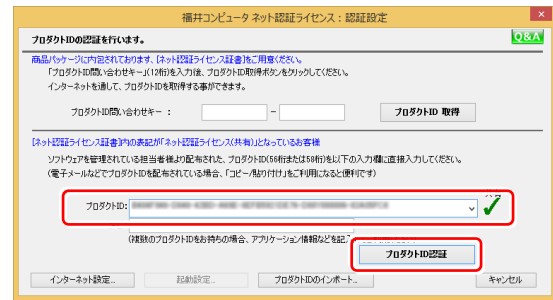 福井コンピュータ ネット認証ライセンス：認証設定
×
プロダクトIDの認証を行います。
Q&A
商品パッケージに内包されております、[ネット認証ライセンス証書]をご用意ください。
「プロダクトID問い合わせキー」(12桁)を入力後、プロダクトID取得ボタンをクリックしてください。
インターネットを通して、プロダクトIDを取得する事ができます。
プロダクトID問い合わせキー ：
－
プロダクトID 取得
[ネット認証ライセンス証書]内の表記が「ネット認証ライセンス(共有)」となっているお客様
ソフトウェアを管理されている担当者様より配布された、プロダクトID(56桁または58桁)を以下の入力欄に直接入力してください。
(電子メールなどでプロダクトIDを配布されている場合、「コピー/貼り付け」をご利用になると便利です)
プロダクトID:
(複数のプロダクトIDをお持ちの場合、アプリケーション情報などを記入
プロダクトID認証
インターネット設定...
起動設定...
プロダクトIDのインポート...
キャンセル